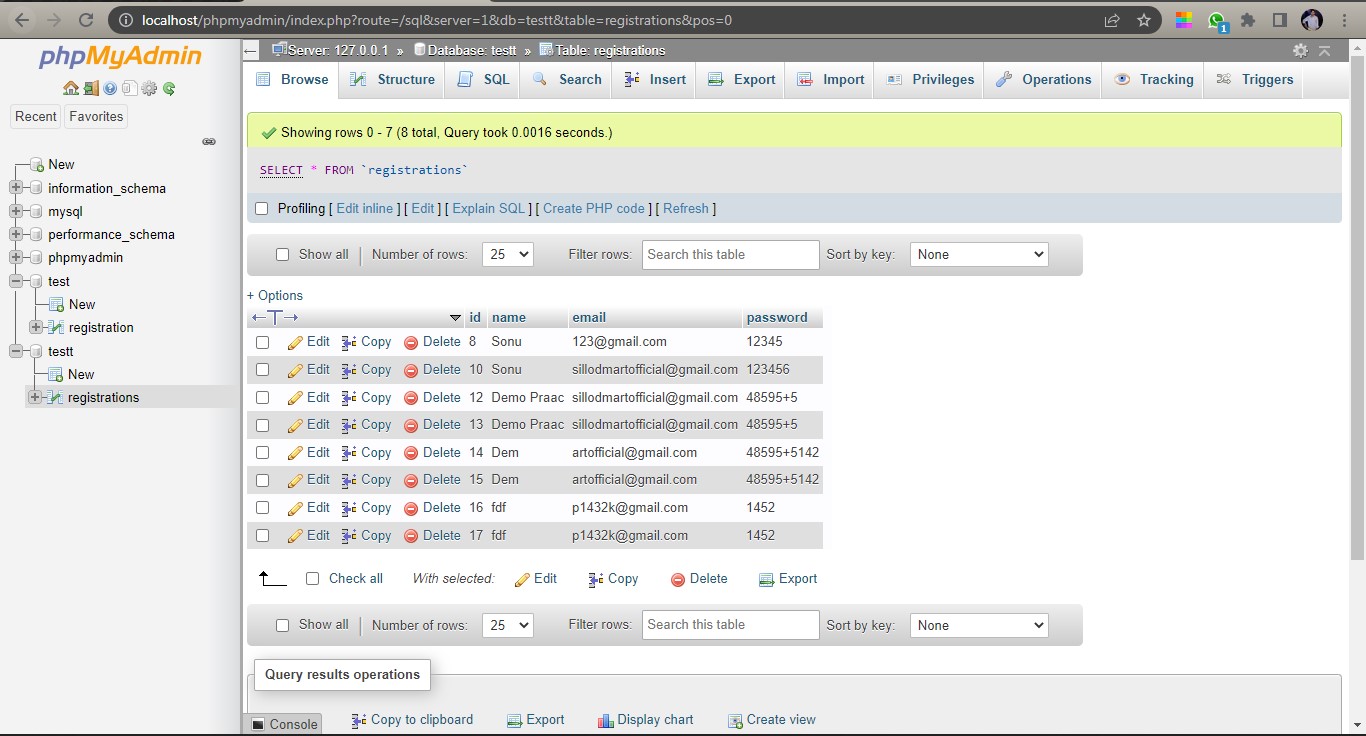 localhost/phpmyadmin/index.php?route=/sql&server=1&db=testt&table=registrations&pos=0
1
phpMyAdmin
Recent Favorites
New
information_schema
mysql
performance_schema
phpmyadmin
test
New
registration
testt
New
registrations
Server: 127.0.0.1 » Database: testt » Table: registrations
Browse Structure SQL Search Insert Export Import Privileges Operations Tracking Triggers
Showing rows 0 - 7 (8 total, Query took 0.0016 seconds.)
SELECT * FROM `registrations`
Profiling [ Edit inline ] [ Edit ] [ Explain SQL ] [ Create PHP code ] [ Refresh ]
Show all Number of rows: 25 Filter rows: Search this table Sort by key: None
+ Options
←T→ id name email password
Edit Copy Delete 8 Sonu 123@gmail.com 12345
Edit Copy Delete 10 Sonu sillodmartofficial@gmail.com 123456
Edit Copy Delete 12 Demo Praac sillodmartofficial@gmail.com 48595+5
Edit Copy Delete 13 Demo Praac sillodmartofficial@gmail.com 48595+5
Edit Copy Delete 14 Dem artofficial@gmail.com 48595+5142
Edit Copy Delete 15 Dem artofficial@gmail.com 48595+5142
Edit Copy Delete 16 fdf p1432k@gmail.com 1452
Edit Copy Delete 17 fdf p1432k@gmail.com 1452
Check all With selected: Edit Copy Delete Export
Show all Number of rows: 25 Filter rows: Search this table Sort by key: None
Query results operations
Console Copy to clipboard Export Display chart Create view